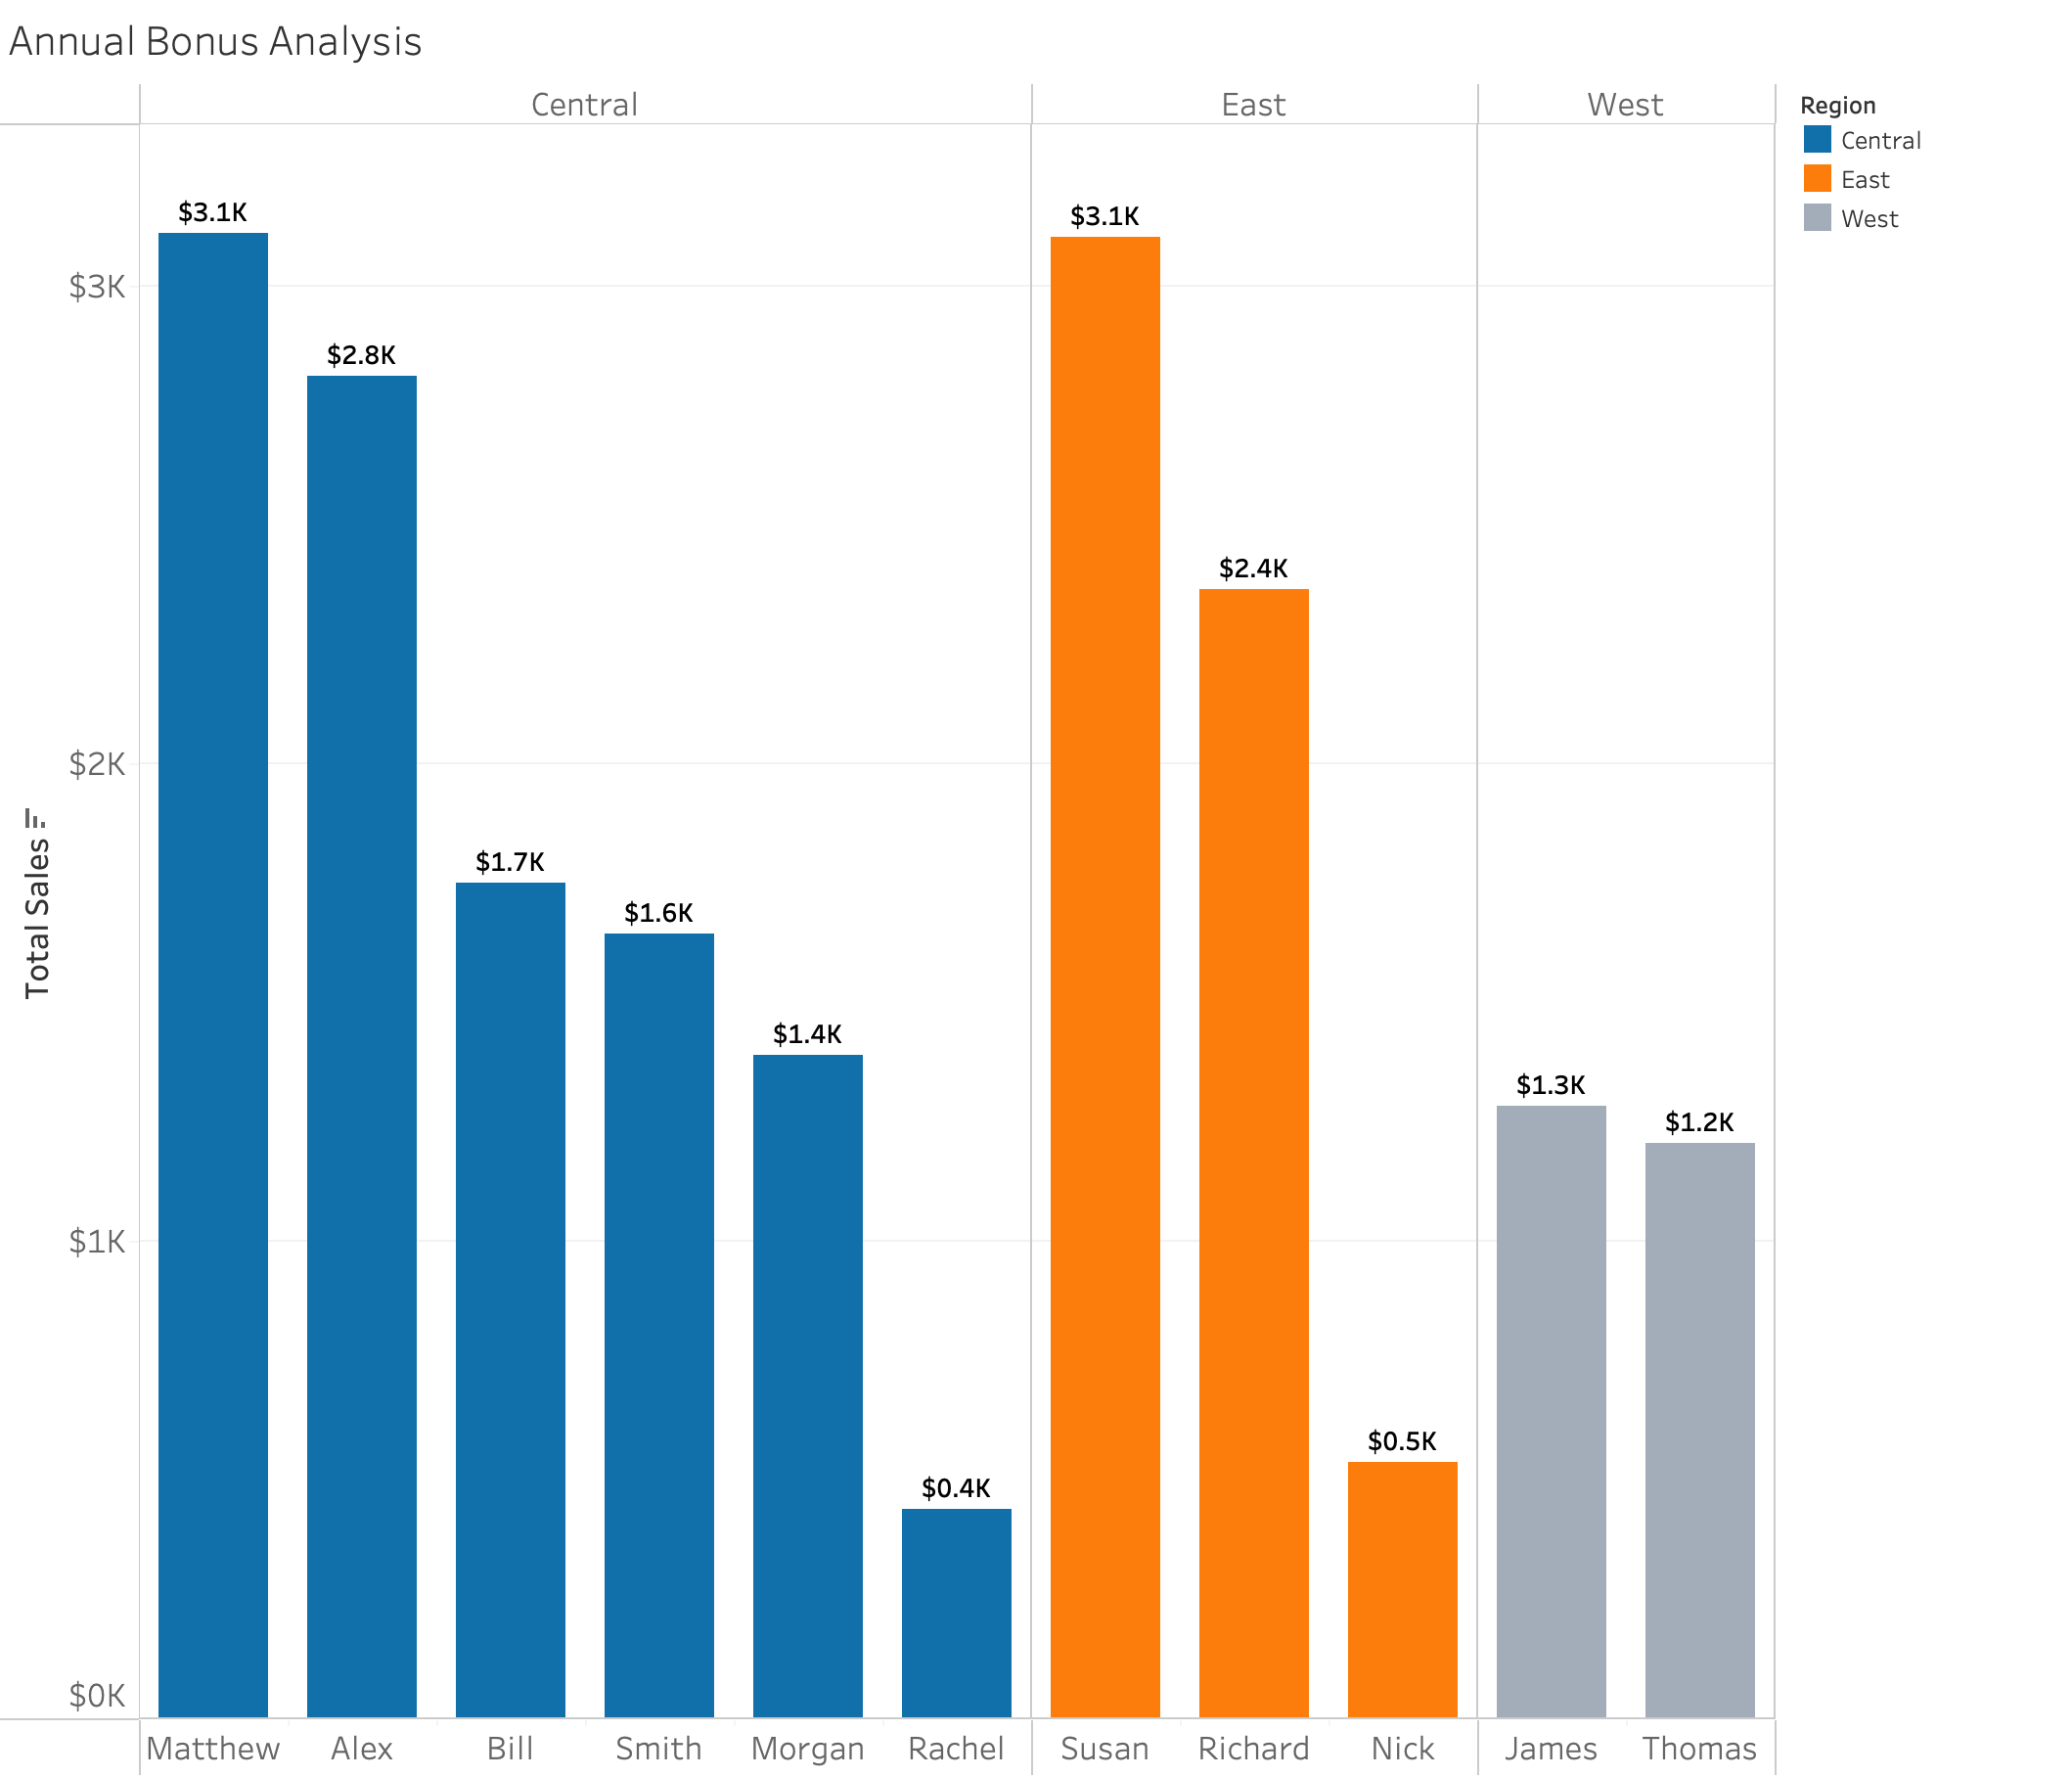 Annual Bonus Analysis
Central
East
West
Region
Central
East
West
Total Sales
$3K
$2K
$1K
$0K
$3.1K
$2.8K
$1.7K
$1.6K
$1.4K
$0.4K
$3.1K
$2.4K
$0.5K
$1.3K
$1.2K
Matthew
Alex
Bill
Smith
Morgan
Rachel
Susan
Richard
Nick
James
Thomas